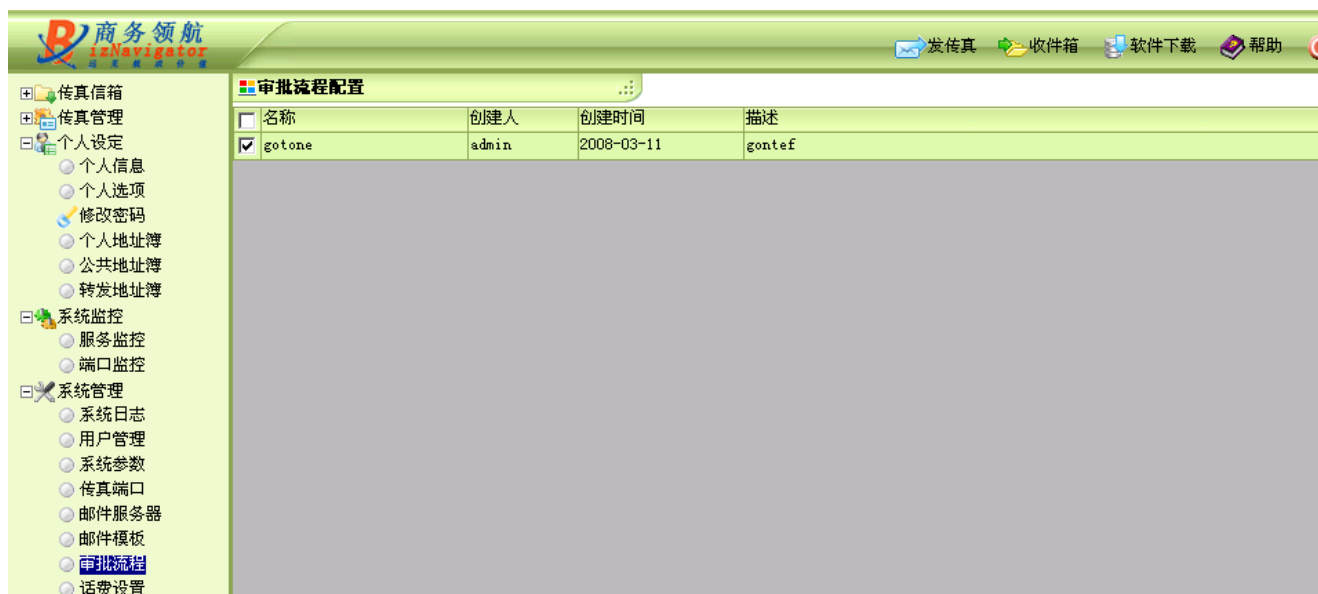 商务领航
izNavigator
发传真 收件箱 软件下载 帮助
传真信箱
传真管理
个人设定
个人信息
个人选项
修改密码
个人地址簿
公共地址簿
转发地址簿
系统监控
服务监控
端口监控
系统管理
系统日志
用户管理
系统参数
传真端口
邮件服务器
邮件模板
审批流程
话费设置
审批流程配置
名称 创建人 创建时间 描述
gotone admin 2008-03-11 gontef